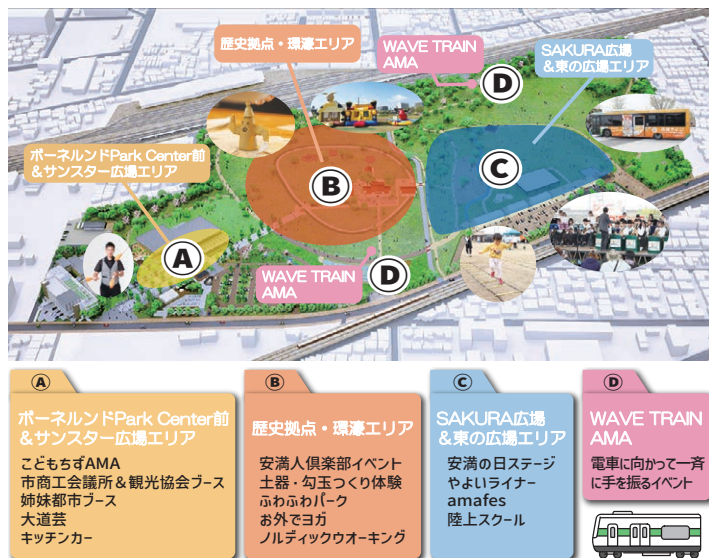 歴史拠点・環濠エリア
WAVE TRAIN
AMA
SAKURA広場
&東の広場エリア
D
ボーネルンドPark Center前
&サンスター広場エリア
B
C
A
WAVE TRAIN
AMA
D
A
ボーネルンドPark Center前
&サンスター広場エリア
こどもちずAMA
市商工会議所&観光協会ブース
姉妹都市ブース
大道芸
キッチンカー
B
歴史拠点・環濠エリア
安満人倶楽部イベント
土器・勾玉つくり体験
ふわふわパーク
お外でヨガ
ノルディックウオーキング
C
SAKURA広場
&東の広場エリア
安満の日ステージ
やよいライナー
amafes
陸上スクール
D
WAVE TRAIN
AMA
電車に向かって一斉
に手を振るイベント